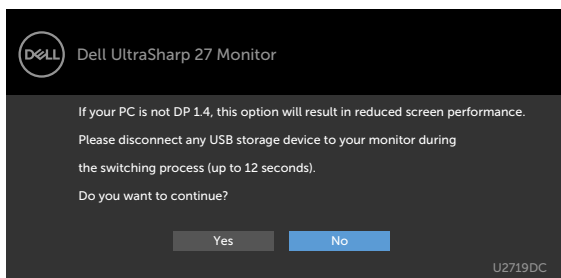 DELL
Dell UltraSharp 27 Monitor
If your PC is not DP 1.4, this option will result in reduced screen performance.
Please disconnect any USB storage device to your monitor during
the switching process (up to 12 seconds).
Do you want to continue?
Yes
No
U2719DC